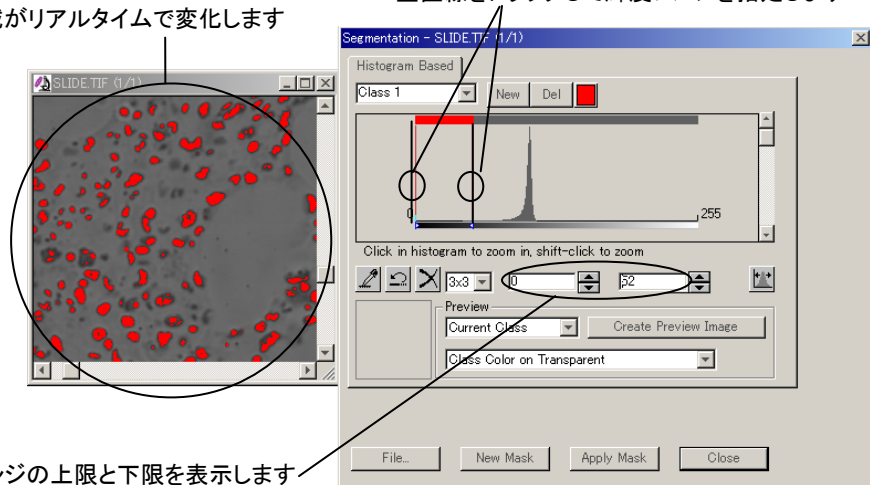 がリアルタイムで変化します
Segmentation - SLIDE.TIF (1/1)
Histogram Based
SLIDE.TIF (1/1)
Class 1
New
Del
0
255
Click in histogram to zoom in, shift-click to zoom
3x3
0
52
Preview
Current Class
Create Preview Image
Class Color on Transparent
ジの上限と下限を表示します
File...
New Mask
Apply Mask
Close